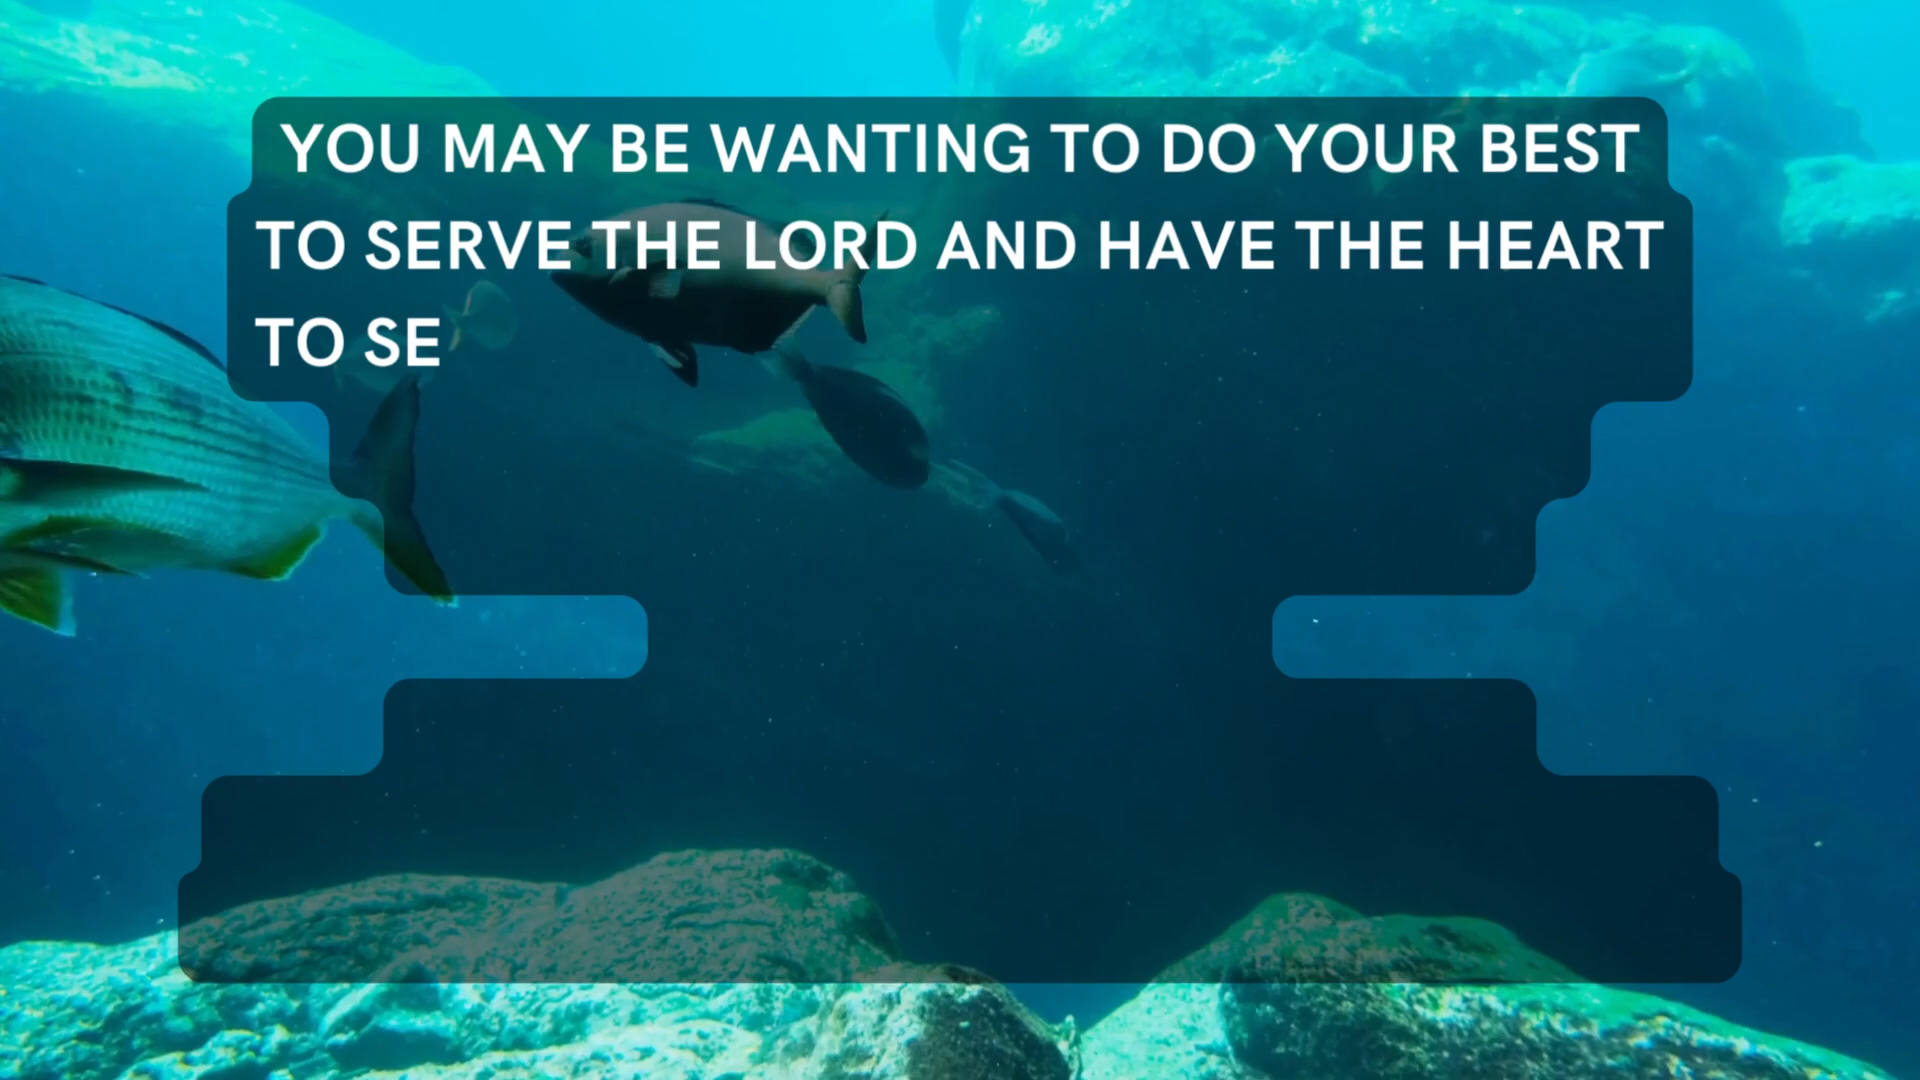 YOU MAY BE WANTING TO DO YOUR BEST
TO SERVE THE LORD AND HAVE THE HEART
TO SE